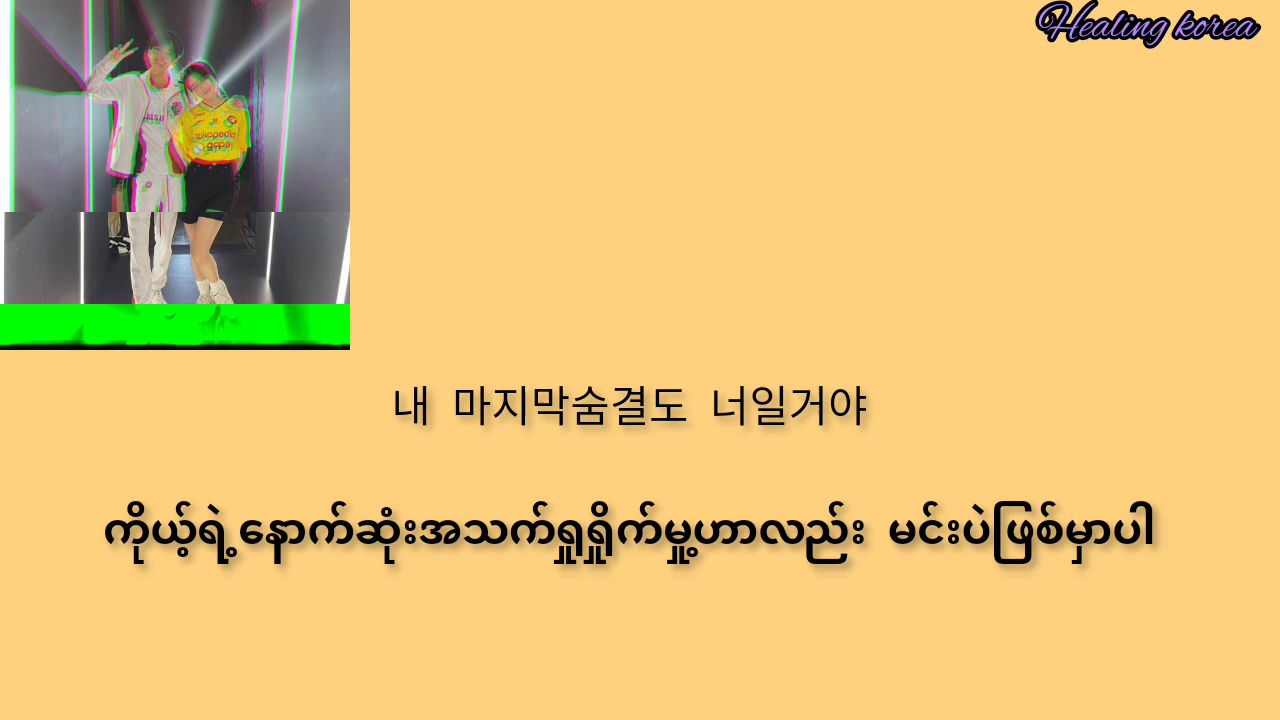 Healing korea
tokopedia
내 마지막숨결도 너일거야
ကိုယ့်ရဲ့နောက်ဆုံးအသက်ရှူရှိုက်မှု့ဟာလည်း မင်းပဲဖြစ်မှာပါ